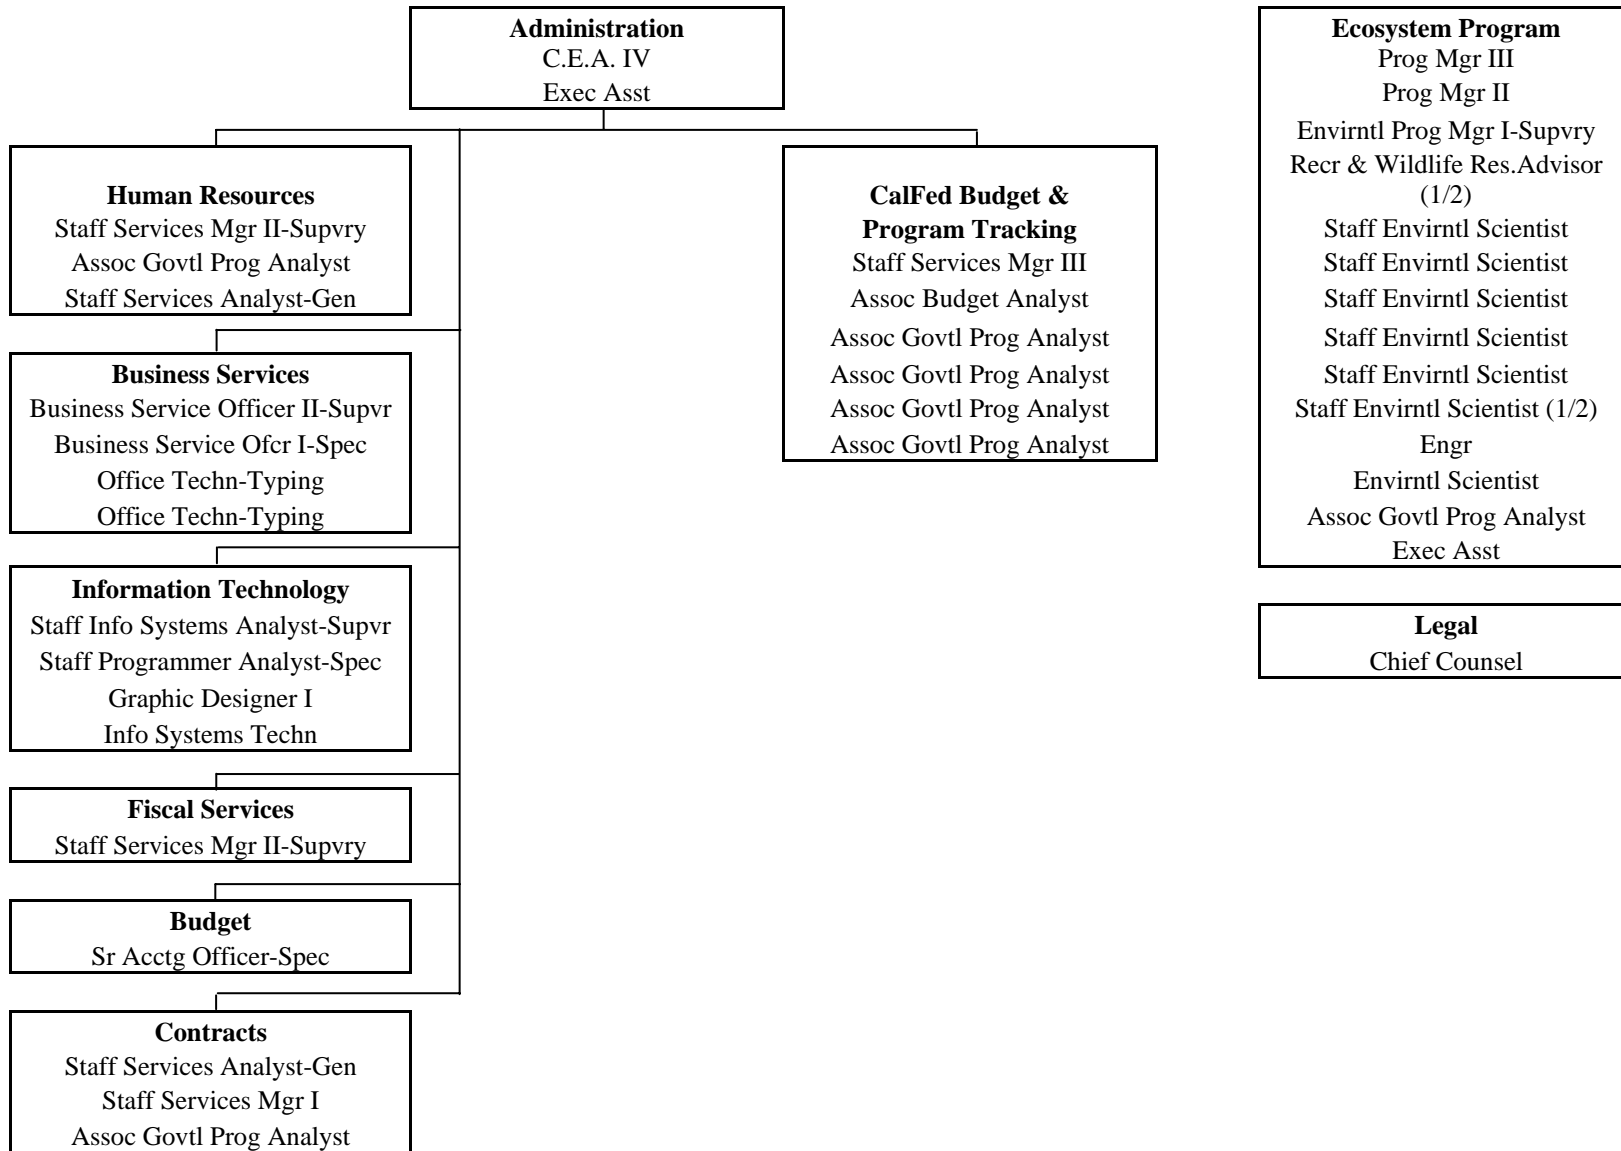 Administration
C.E.A. IV
Exec Asst
Human Resources
Staff Services Mgr II-Supvry
Assoc Govtl Prog Analyst
Staff Services Analyst-Gen
Business Services
Business Service Officer II-Supvr
Business Service Ofcr I-Spec
Office Techn-Typing
Office Techn-Typing
Information Technology
Staff Info Systems Analyst-Supvr
Staff Programmer Analyst-Spec
Graphic Designer I
Info Systems Techn
Fiscal Services
Staff Services Mgr II-Supvry
Budget
Sr Acctg Officer-Spec
Contracts
Staff Services Analyst-Gen
Staff Services Mgr I
Assoc Govtl Prog Analyst
CalFed Budget &
Program Tracking
Staff Services Mgr III
Assoc Budget Analyst
Assoc Govtl Prog Analyst
Assoc Govtl Prog Analyst
Assoc Govtl Prog Analyst
Assoc Govtl Prog Analyst
Ecosystem Program
Prog Mgr III
Prog Mgr II
Envirntl Prog Mgr I-Supvry
Recr & Wildlife Res.Advisor
(1/2)
Staff Envirntl Scientist
Staff Envirntl Scientist
Staff Envirntl Scientist
Staff Envirntl Scientist
Staff Envirntl Scientist
Staff Envirntl Scientist (1/2)
Engr
Envirntl Scientist
Assoc Govtl Prog Analyst
Exec Asst
Legal
Chief Counsel